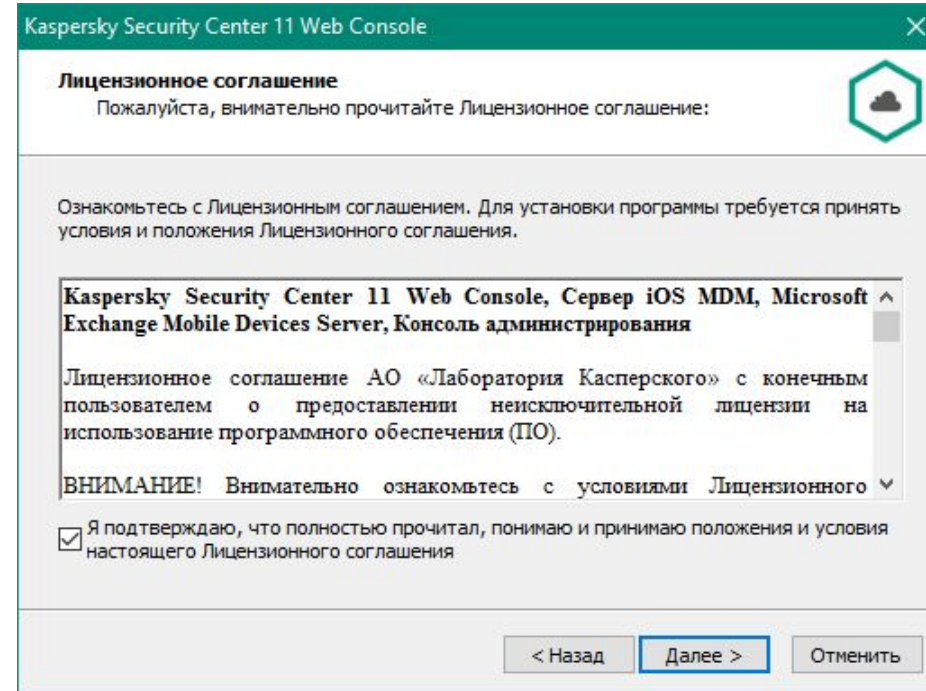 Kaspersky Security Center 11 Web Console
Лицензионное соглашение
Пожалуйста, внимательно прочитайте Лицензионное соглашение:
Ознакомьтесь с Лицензионным соглашением. Для установки программы требуется принять
условия и положения Лицензионного соглашения.
Kaspersky Security Center 11 Web Console, Сервер iOS MDM, Microsoft
Exchange Mobile Devices Server, Консоль администрирования
Лицензионное соглашение АО «Лаборатория Касперского» с конечным
пользователем о предоставлении неисключительной лицензии на
использование программного обеспечения (ПО).
ВНИМАНИЕ! Внимательно ознакомьтесь с условиями Лицензионного
Я подтверждаю, что полностью прочитал, понимаю и принимаю положения и условия
настоящего Лицензионного соглашения
< Назад
Далее >
Отменить